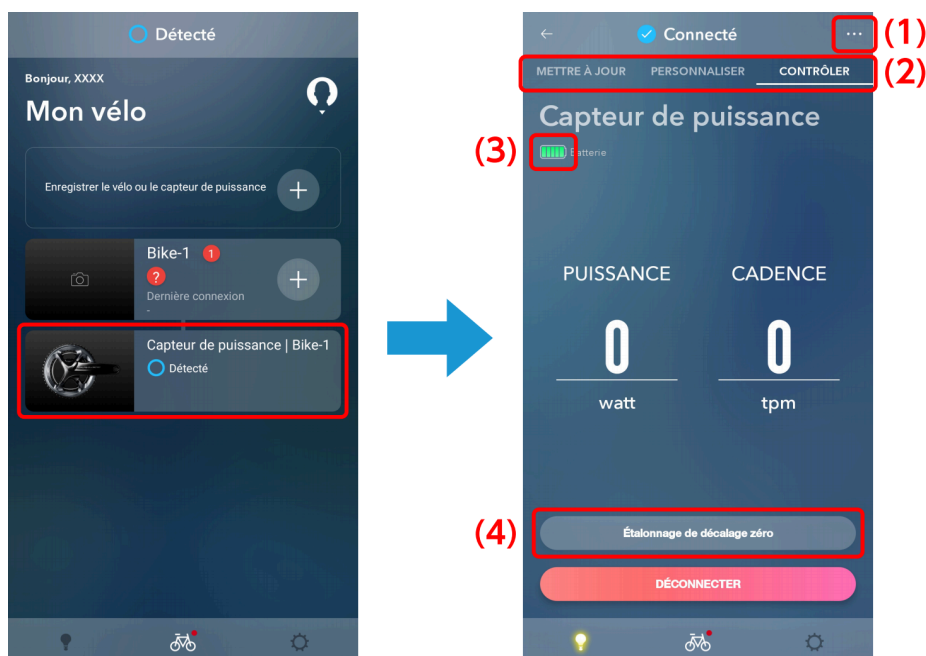 Détecté
Bonjour, XXXX
Mon vélo
Enregistrer le vélo ou le capteur de puissance
Bike-1 1
?
Dernière connexion
-
Capteur de puissance | Bike-1
Détecté
Connecté
(1)
METTRE À JOUR PERSONNALISER CONTRÔLER
(2)
Capteur de puissance
(3)
Batterie
PUISSANCE CADENCE
0 0
watt tpm
(4)
Étalonnage de décalage zéro
DÉCONNECTER